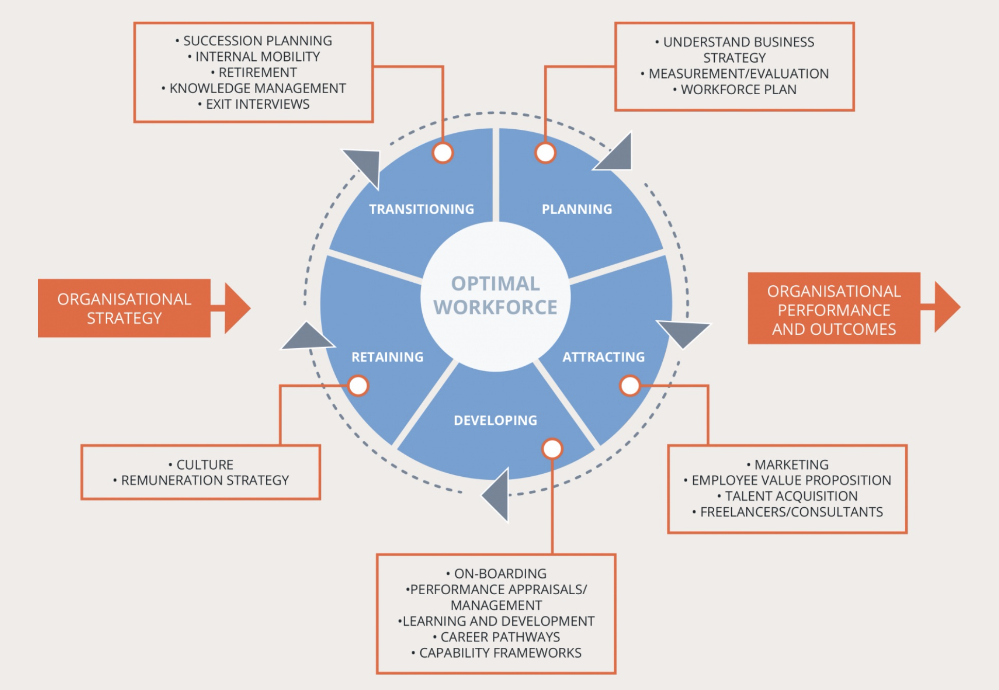 • SUCCESSION PLANNING
• INTERNAL MOBILITY
• RETIREMENT
• KNOWLEDGE MANAGEMENT
• EXIT INTERVIEWS
• UNDERSTAND BUSINESS
STRATEGY
• MEASUREMENT/EVALUATION
• WORKFORCE PLAN
TRANSITIONING
PLANNING
OPTIMAL
WORKFORCE
ORGANISATIONAL
STRATEGY
ORGANISATIONAL
PERFORMANCE
AND OUTCOMES
RETAINING
ATTRACTING
DEVELOPING
• CULTURE
• REMUNERATION STRATEGY
• MARKETING
• EMPLOYEE VALUE PROPOSITION
• TALENT ACQUISITION
• FREELANCERS/CONSULTANTS
• ON-BOARDING
•PERFORMANCE APPRAISALS/
MANAGEMENT
•LEARNING AND DEVELOPMENT
• CAREER PATHWAYS
• CAPABILITY FRAMEWORKS